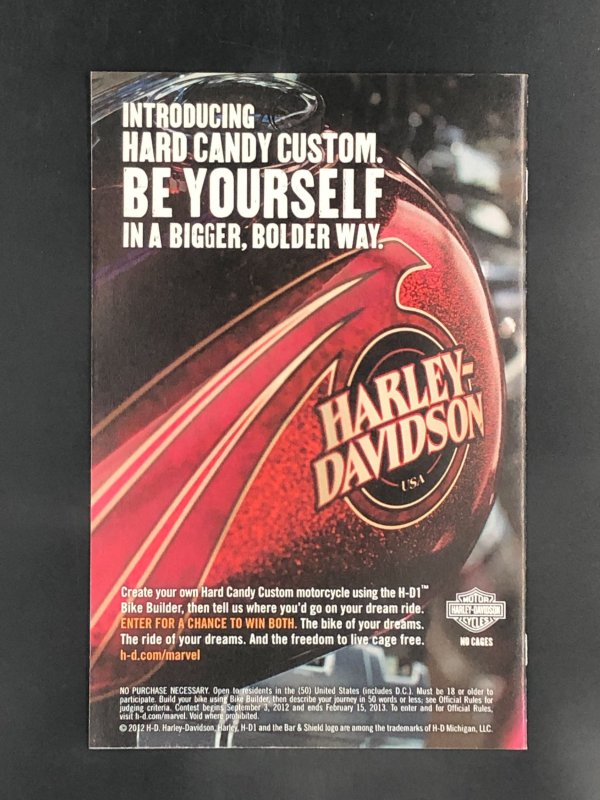 INTRODUCING
HARD CANDY CUSTOM.
BE YOURSELF
IN A BIGGER, BOLDER WAY.
HARLEY-
DAVIDSON
USA
Create your own Hard Candy Custom motorcycle using the H-D1™
Bike Builder, then tell us where you'd go on your dream ride.
ENTER FOR A CHANCE TO WIN BOTH. The bike of your dreams.
The ride of your dreams. And the freedom to live cage free.
h-d.com/marvel
MOTOR
HARLEY-DAVIDSON
CYCLES
NO CAGES
NO PURCHASE NECESSARY. Open to residents in the (50) United States (includes D.C.). Must be 18 or older to
participate. Build your bike using Bike Builder, then describe your journey in 50 words or less; see Official Rules for
judging criteria. Contest begins September 3, 2012 and ends February 15, 2013. To enter and for Official Rules,
visit h-d.com/marvel. Void where prohibited.
© 2012 H-D. Harley-Davidson, Harley, H-D1 and the Bar & Shield logo are among the trademarks of H-D Michigan, LLC.